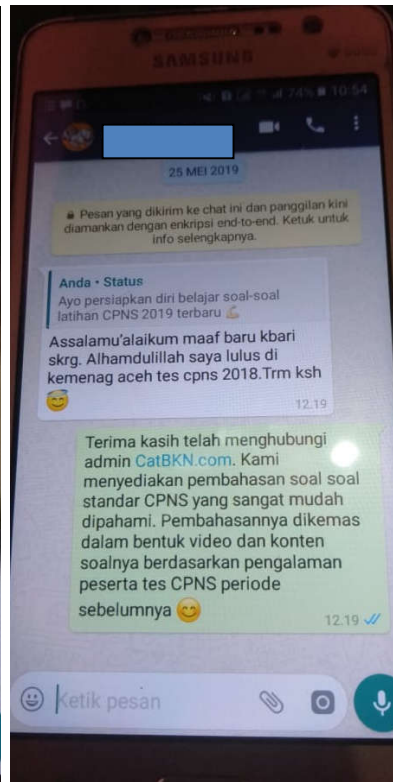 SAMSUNG
74% 10:54
25 MEI 2019
Pesan yang dikirim ke chat ini dan panggilan kini
diamankan dengan enkripsi end-to-end. Ketuk untuk
info selengkapnya.
Anda • Status
Ayo persiapkan diri belajar soal-soal
latihan CPNS 2019 terbaru 💪
Assalamu'alaikum maaf baru kbari
skrg. Alhamdulillah saya lulus di
kemenag aceh tes cpns 2018.Trm ksh
😇
12.19
Terima kasih telah menghubungi
admin CatBKN.com. Kami
menyediakan pembahasan soal soal
standar CPNS yang sangat mudah
dipahami. Pembahasannya dikemas
dalam bentuk video dan konten
soalnya berdasarkan pengalaman
peserta tes CPNS periode
sebelumnya 😊
12.19
Ketik pesan